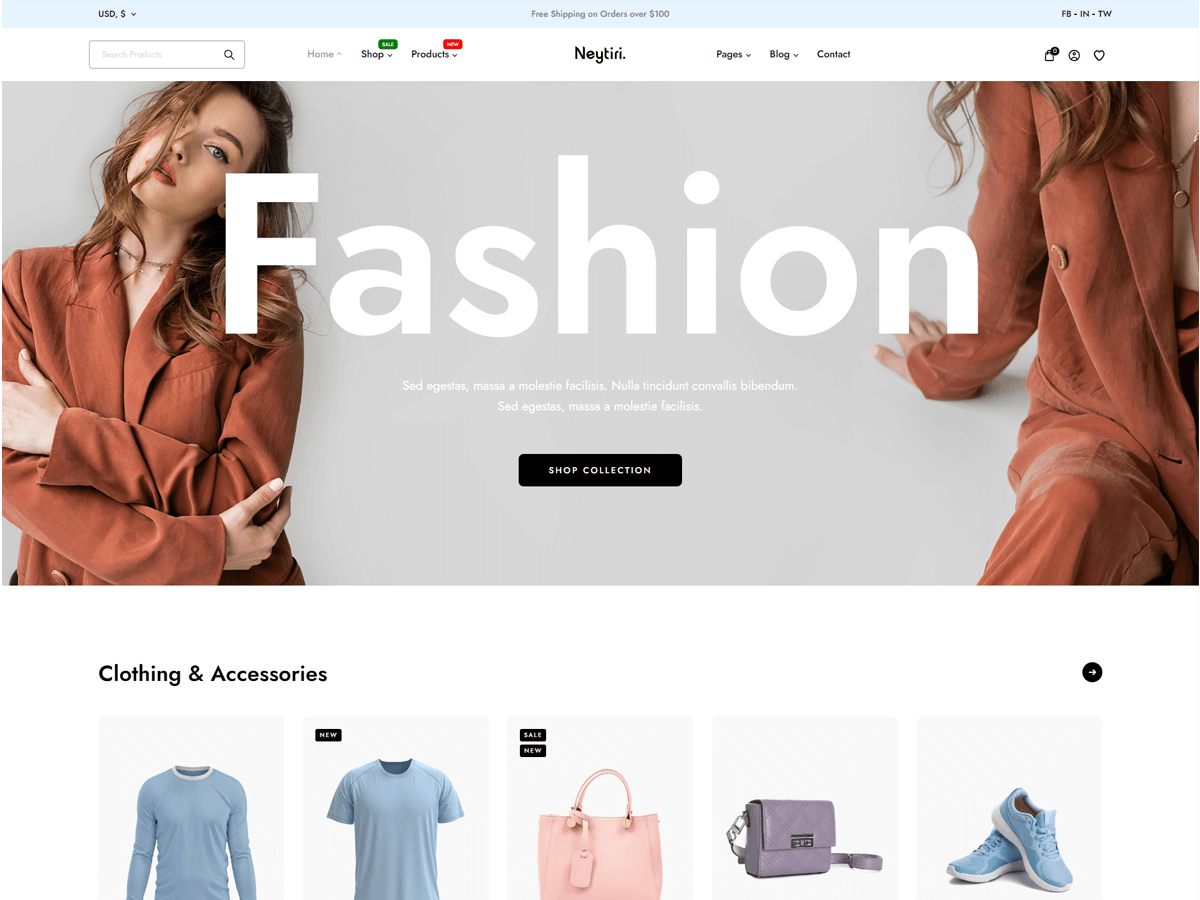 USD, $
Free Shipping on Orders over $100
FB - IN - TW
Search Products
Home
Shop
SALE
Products
NEW
Neytiri.
Pages
Blog
Contact
0
Fashion
Sed egestas, massa a molestie facilisis. Nulla tincidunt convallis bibendum.
Sed egestas, massa a molestie facilisis.
SHOP COLLECTION
Clothing & Accessories
NEW
SALE
NEW